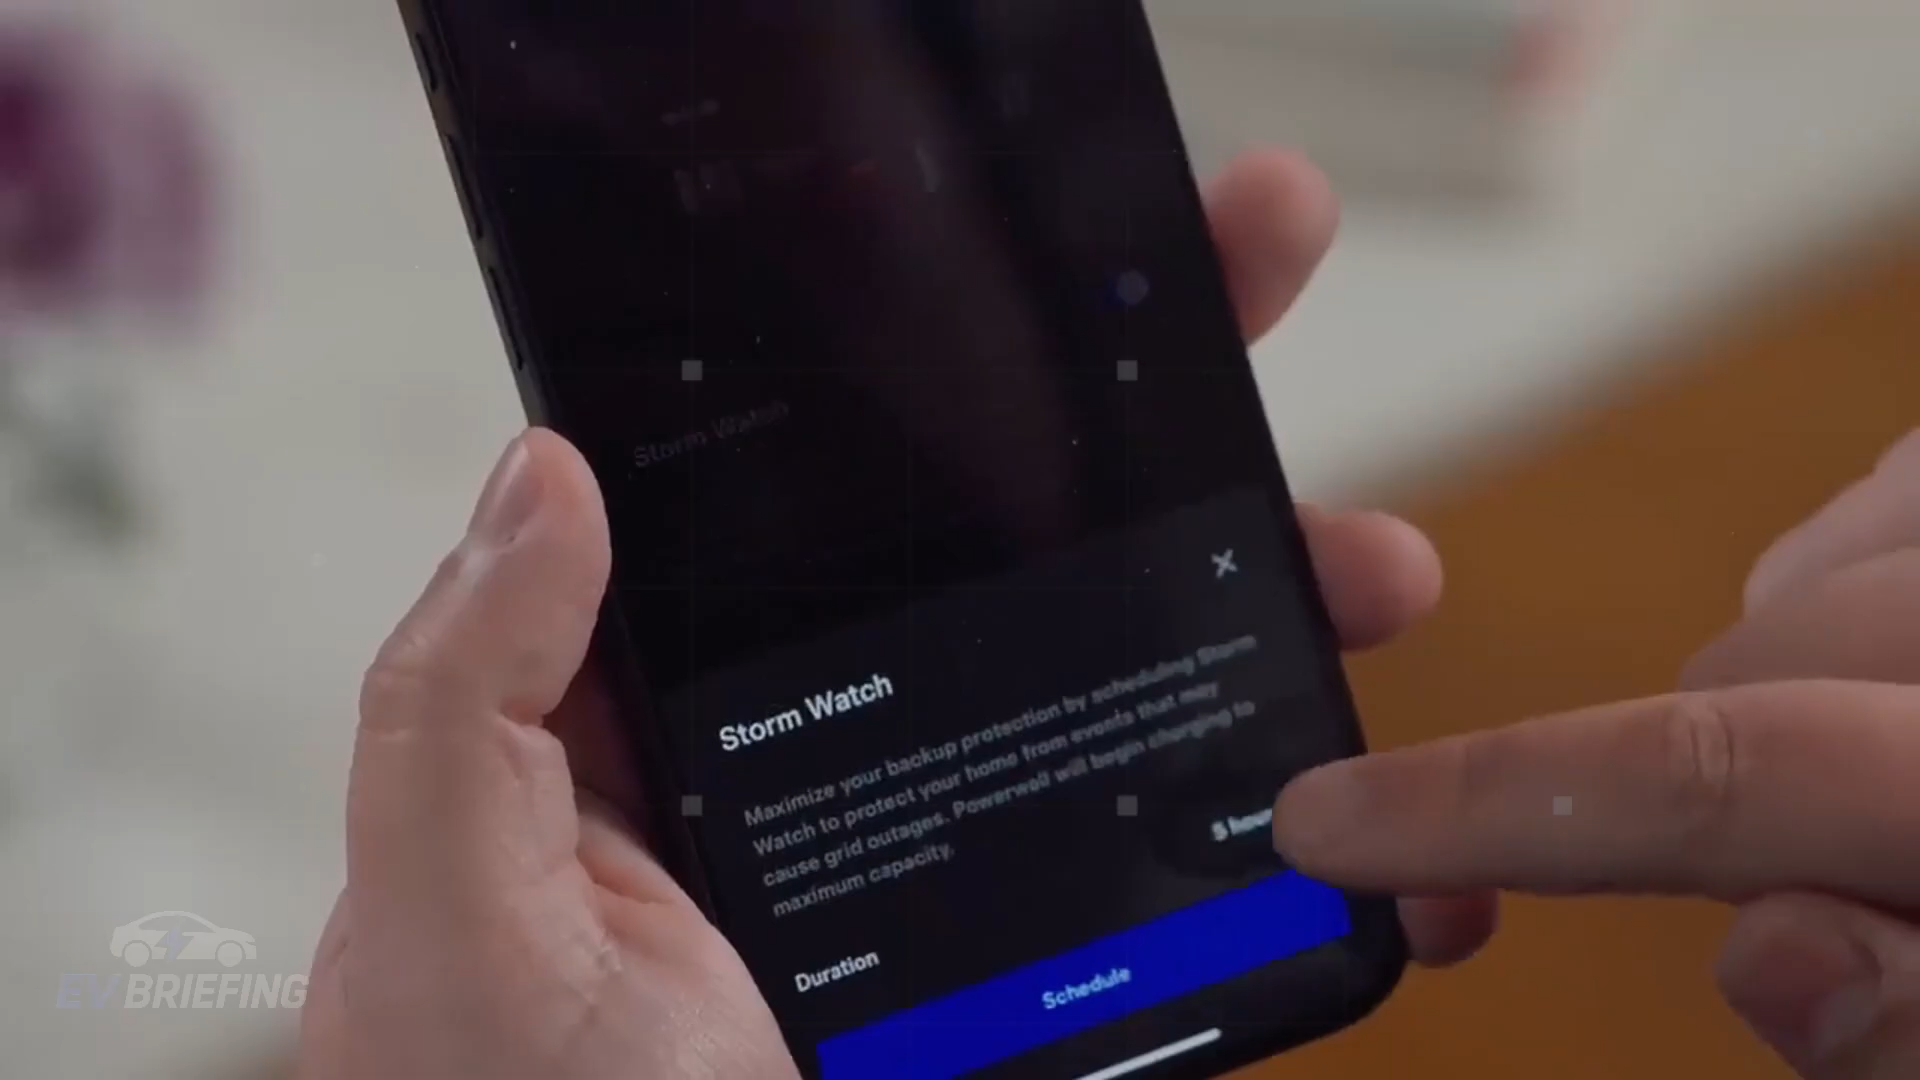 Storm Watch
Storm Watch
Maximize your backup protection by scheduling Storm
Watch to protect your home from events that may
cause grid outages. Powerwall will begin charging to
maximum capacity.
5
Duration
Schedule
EV BRIEFING